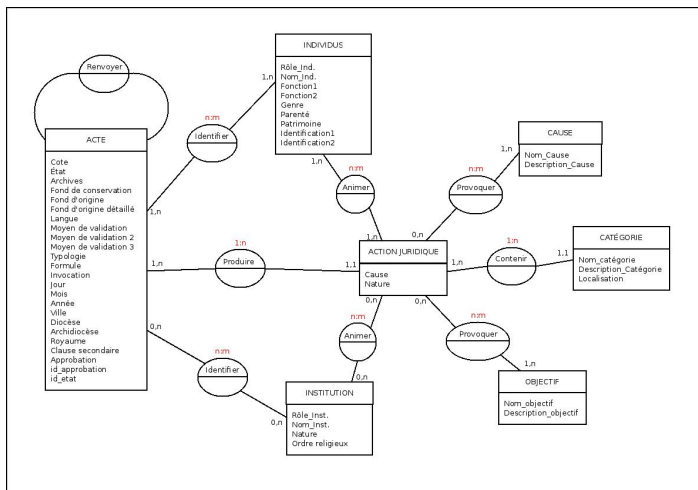 Renvoyer
INDIVIDUS
Rôle_Ind.
Nom_Ind.
Fonction1
Fonction2
Genre
Parenté
Patrimoine
Identification1
Identification2
1,n
n:m
Identifier
1,n
ACTE
Cote
État
Archives
Fond de conservation
Fond d'origine
Fond d'origine détaillé
Langue
Moyen de validation
Moyen de validation 2
Moyen de validation 3
Typologie
Formule
Invocation
Jour
Mois
Année
Ville
Diocèse
Archidiocèse
Royaume
Clause secondaire
Approbation
id_approbation
id_etat
1,n
n:m
Animer
1,n
CAUSE
Nom_Cause
Description_Cause
1,n
n:m
Provoquer
0,n
1:n
Produire
1,n
1,1
ACTION JURIDIQUE
Cause
Nature
1,n
1:n
Contenir
1,1
CATÉGORIE
Nom_catégorie
Description_Catégorie
Localisation
0,n
n:m
Identifier
0,n
0,n
n:m
Animer
0,n
INSTITUTION
Rôle_Inst.
Nom_Inst.
Nature
Ordre religieux
0,n
n:m
Provoquer
1,n
OBJECTIF
Nom_objectif
Description_objectif